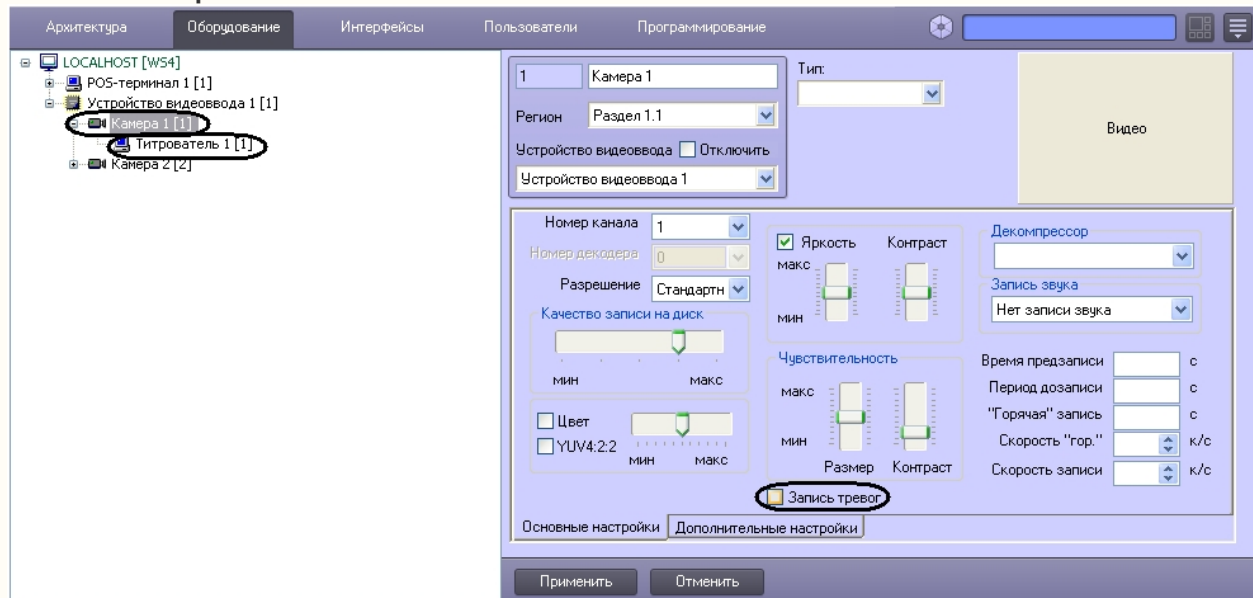 Архитектура Оборудование Интерфейсы Пользователи Программирование
LOCALHOST [WS4]
POS-терминал 1 [1]
Устройство видеоввода 1 [1]
Камера 1 [1]
Титрователь 1 [1]
Камера 2 [2]
1 Камера 1
Тип:
Регион Раздел 1.1
Видео
Устройство видеоввода Отключить
Устройство видеоввода 1
Номер канала 1
Номер декодера 0
Разрешение Стандартн
Качество записи на диск
мин макс
Цвет
YUV4:2:2
мин макс
Яркость Контраст
макс
мин
Чувствительность
макс
мин
Размер Контраст
Запись тревог
Декомпрессор
Запись звука
Нет записи звука
Время предзаписи с
Период дозаписи с
"Горячая" запись с
Скорость "гор." к/с
Скорость записи к/с
Основные настройки Дополнительные настройки
Применить Отменить